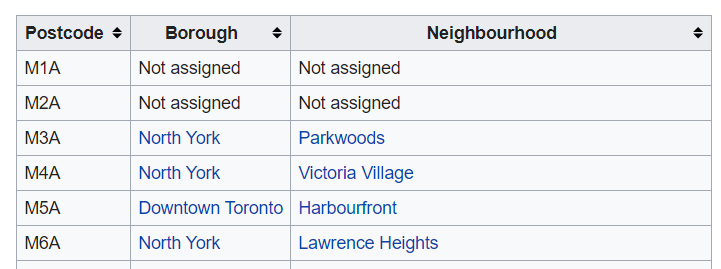 Postcode Borough Neighbourhood
M1A Not assigned Not assigned
M2A Not assigned Not assigned
M3A North York Parkwoods
M4A North York Victoria Village
M5A Downtown Toronto Harbourfront
M6A North York Lawrence Heights